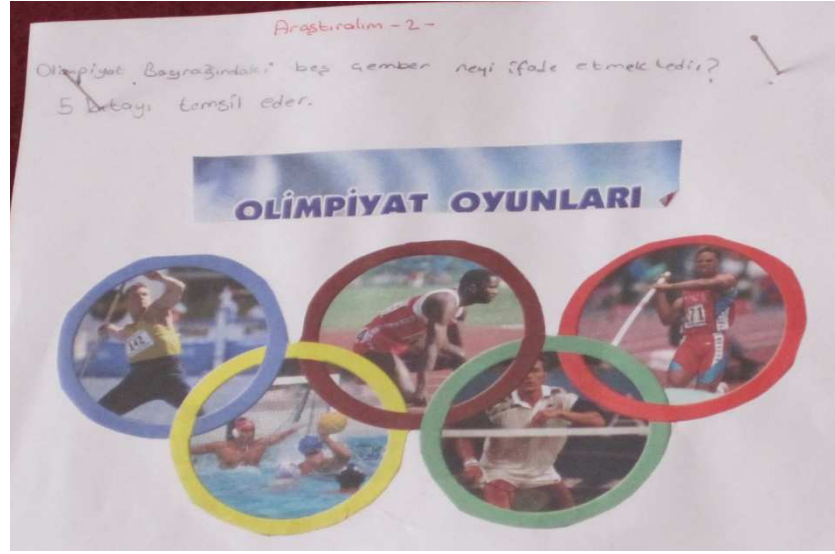 Araştıralım - 2 -
Olimpiyat Bayrağındaki beş çember neyi ifade etmektedir?
5 kıtayı temsil eder.
OLİMPİYAT OYUNLARI